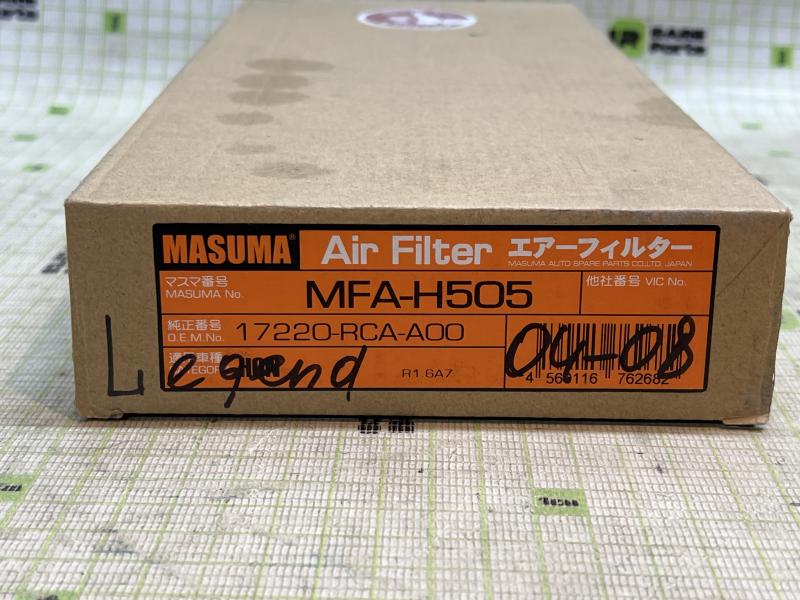 MASUMA® Air Filter エアーフィルター
MASUMA AUTO SPARE PARTS CO.,LTD. JAPAN
マスマ番号
MASUMA No.
MFA-H505
他社番号 VIC No.
純正番号
O.E.M.No.
17220-RCA-A00
Legend
R1.6A7
04-08
4 560116 762682
Parts